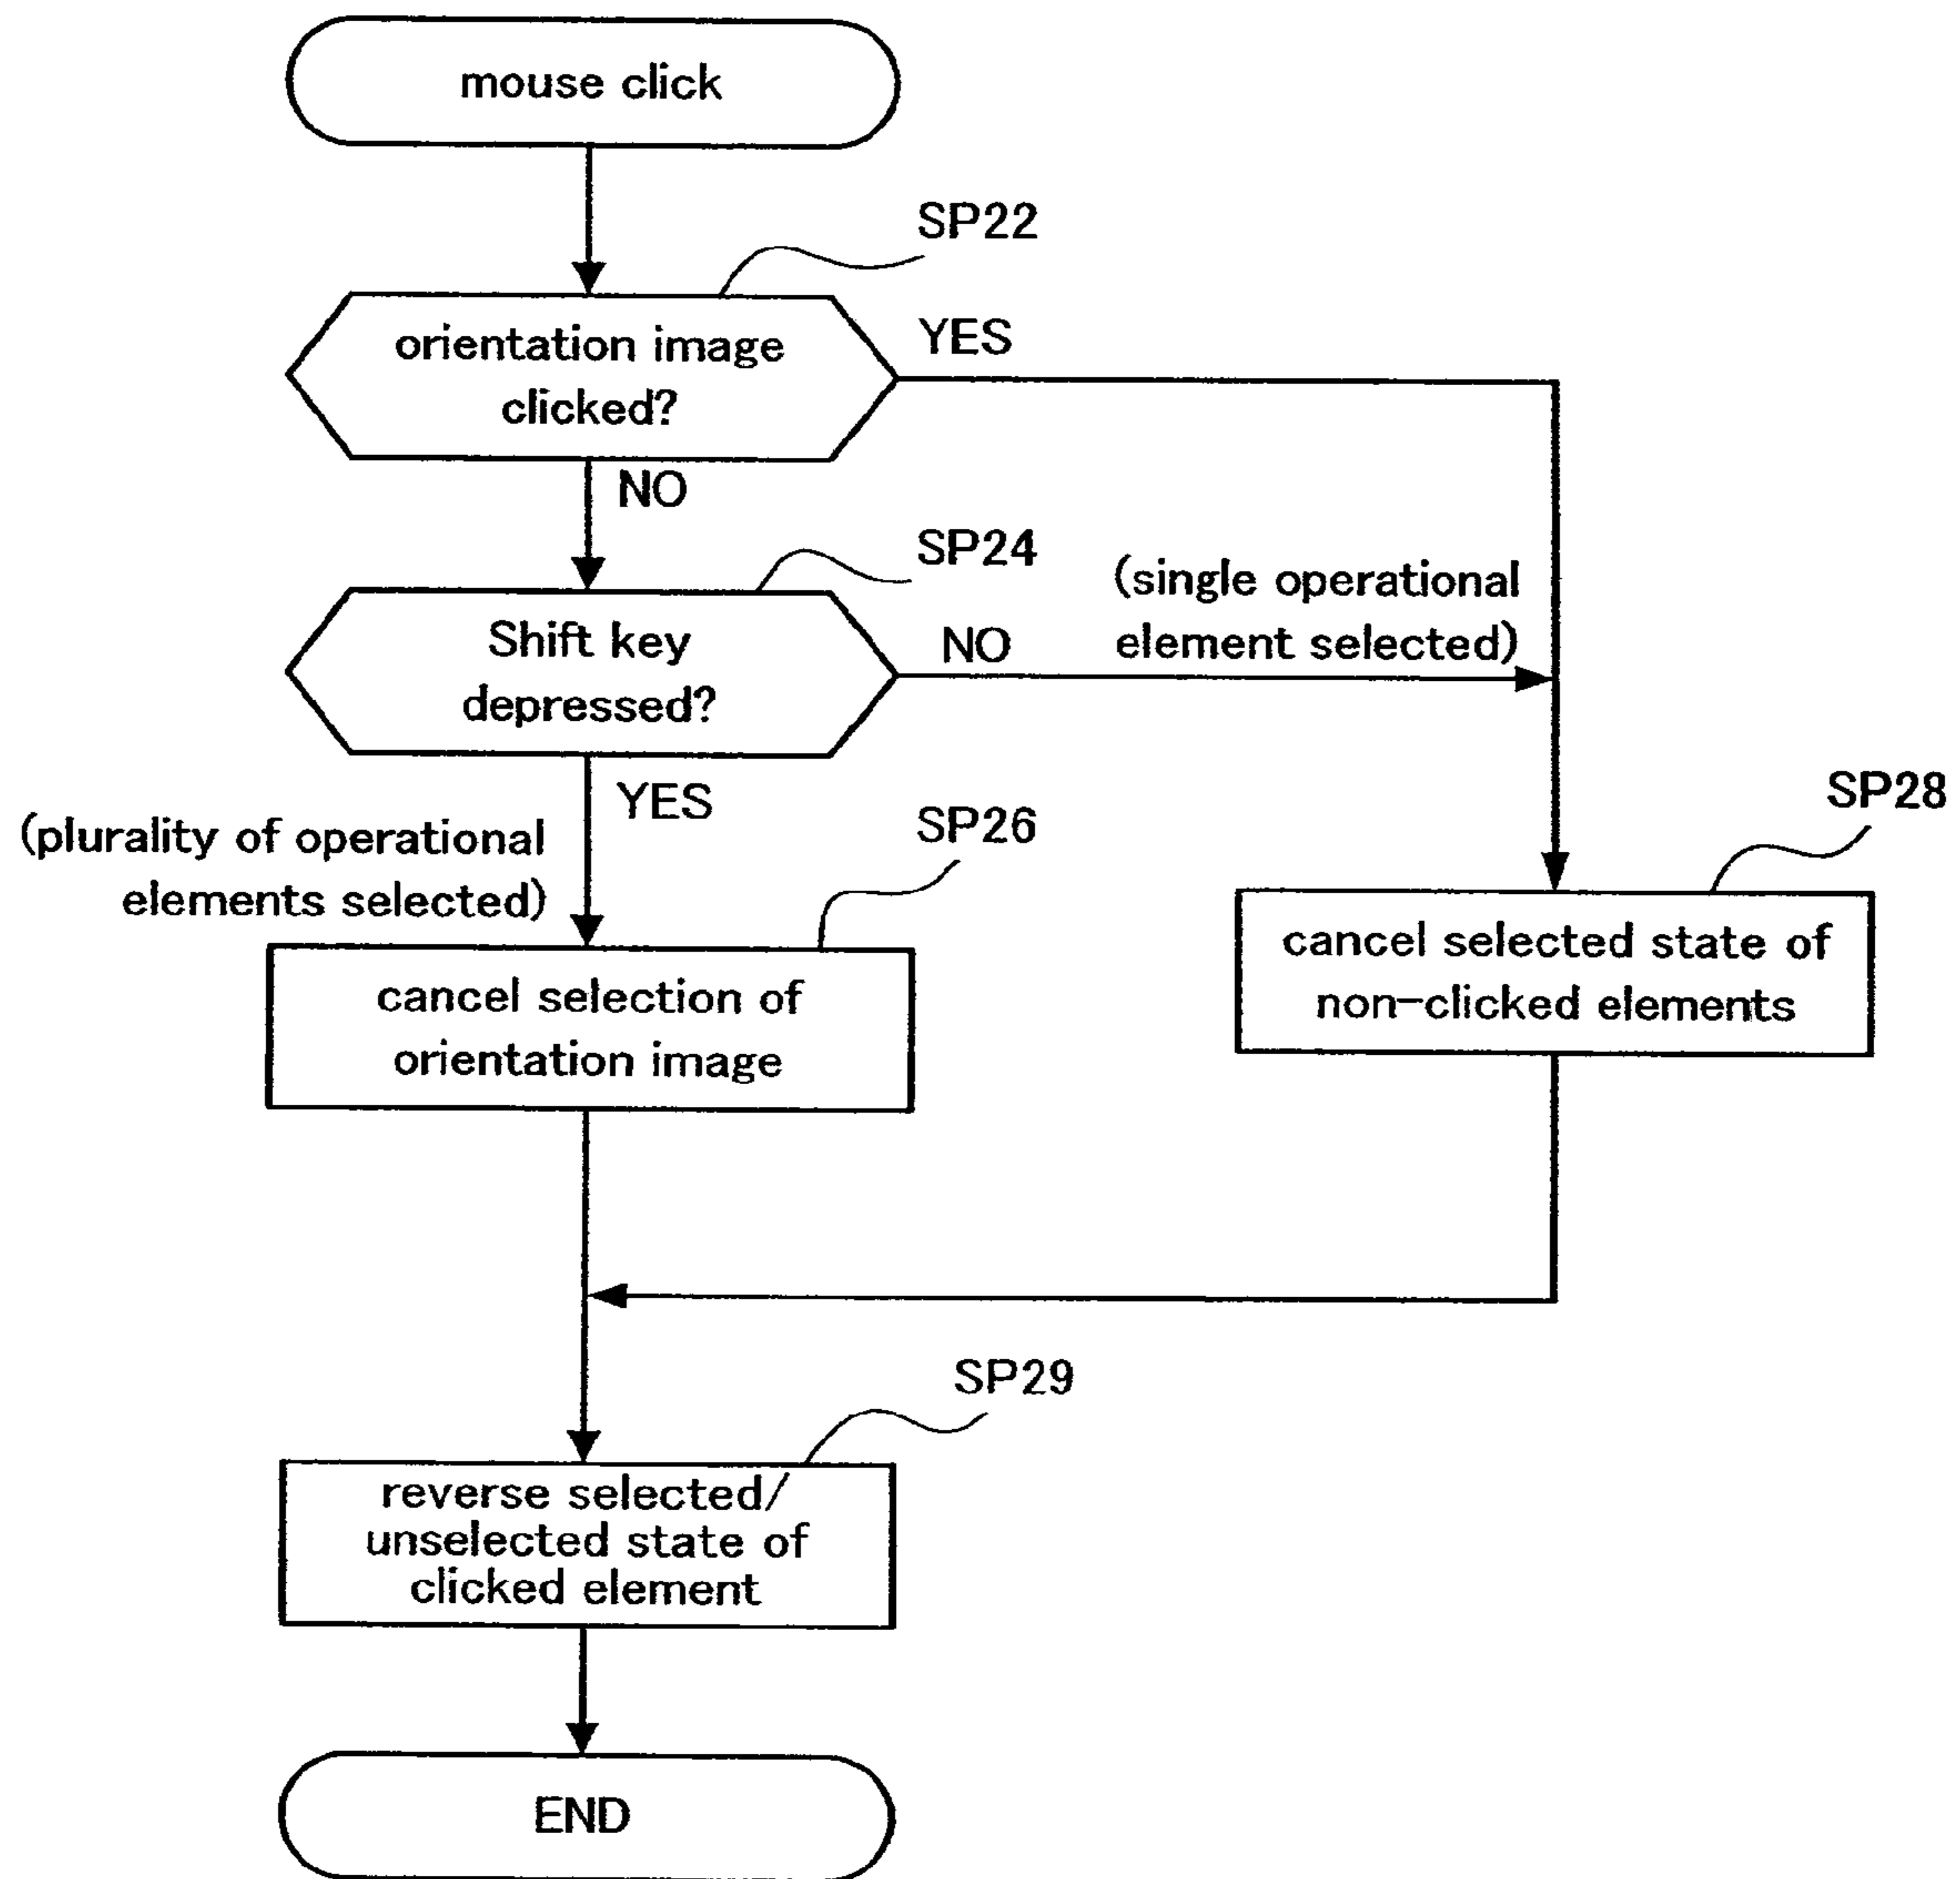 mouse click
SP22
orientation image
clicked?
YES
NO
SP24
Shift key
depressed?
NO
(single operational
element selected)
YES
(plurality of operational
elements selected)
SP26
cancel selection of
orientation image
SP28
cancel selected state of
non-clicked elements
SP29
reverse selected/
unselected state of
clicked element
END